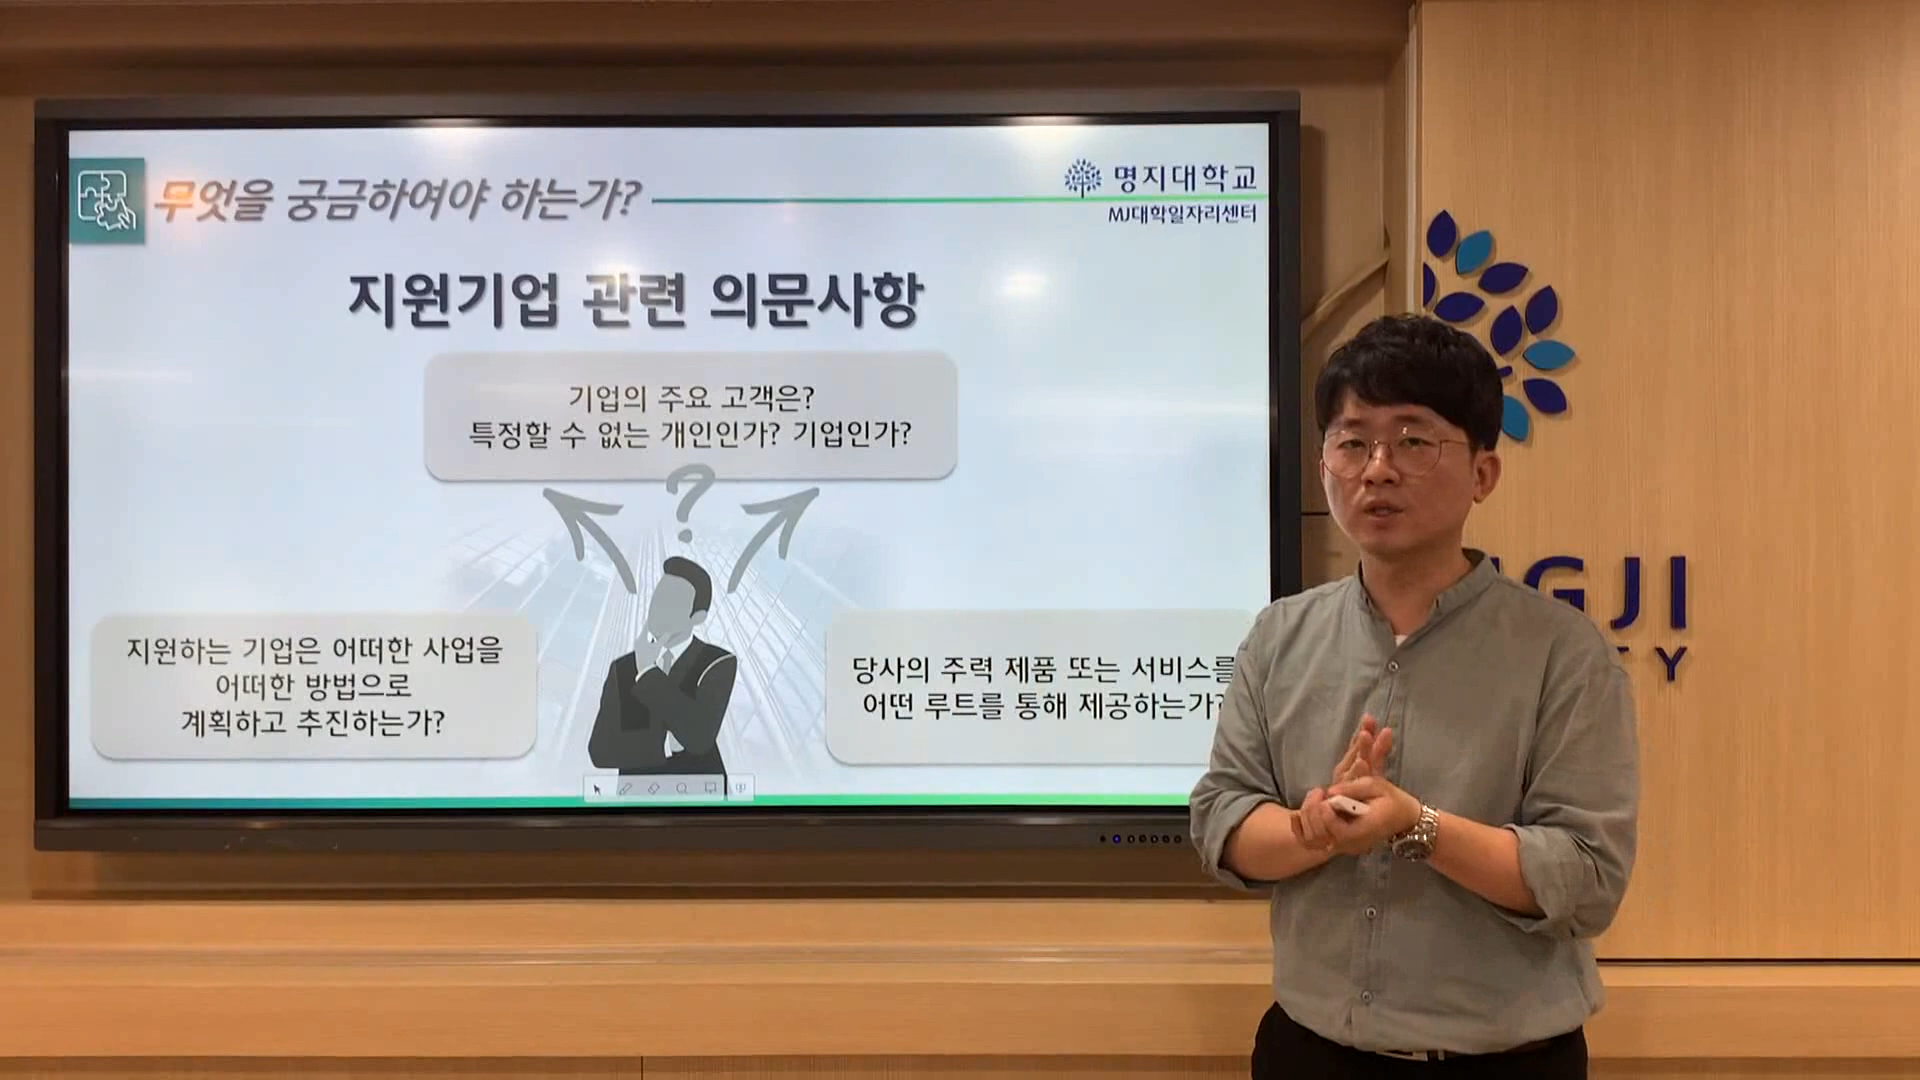 무엇을 궁금하여야 하는가?
명지대학교
MJ대학일자리센터
지원기업 관련 의문사항
기업의 주요 고객은?
특정할 수 없는 개인인가? 기업인가?
?
지원하는 기업은 어떠한 사업을
어떠한 방법으로
계획하고 추진하는가?
당사의 주력 제품 또는 서비스를
어떤 루트를 통해 제공하는가?
GJI
TY